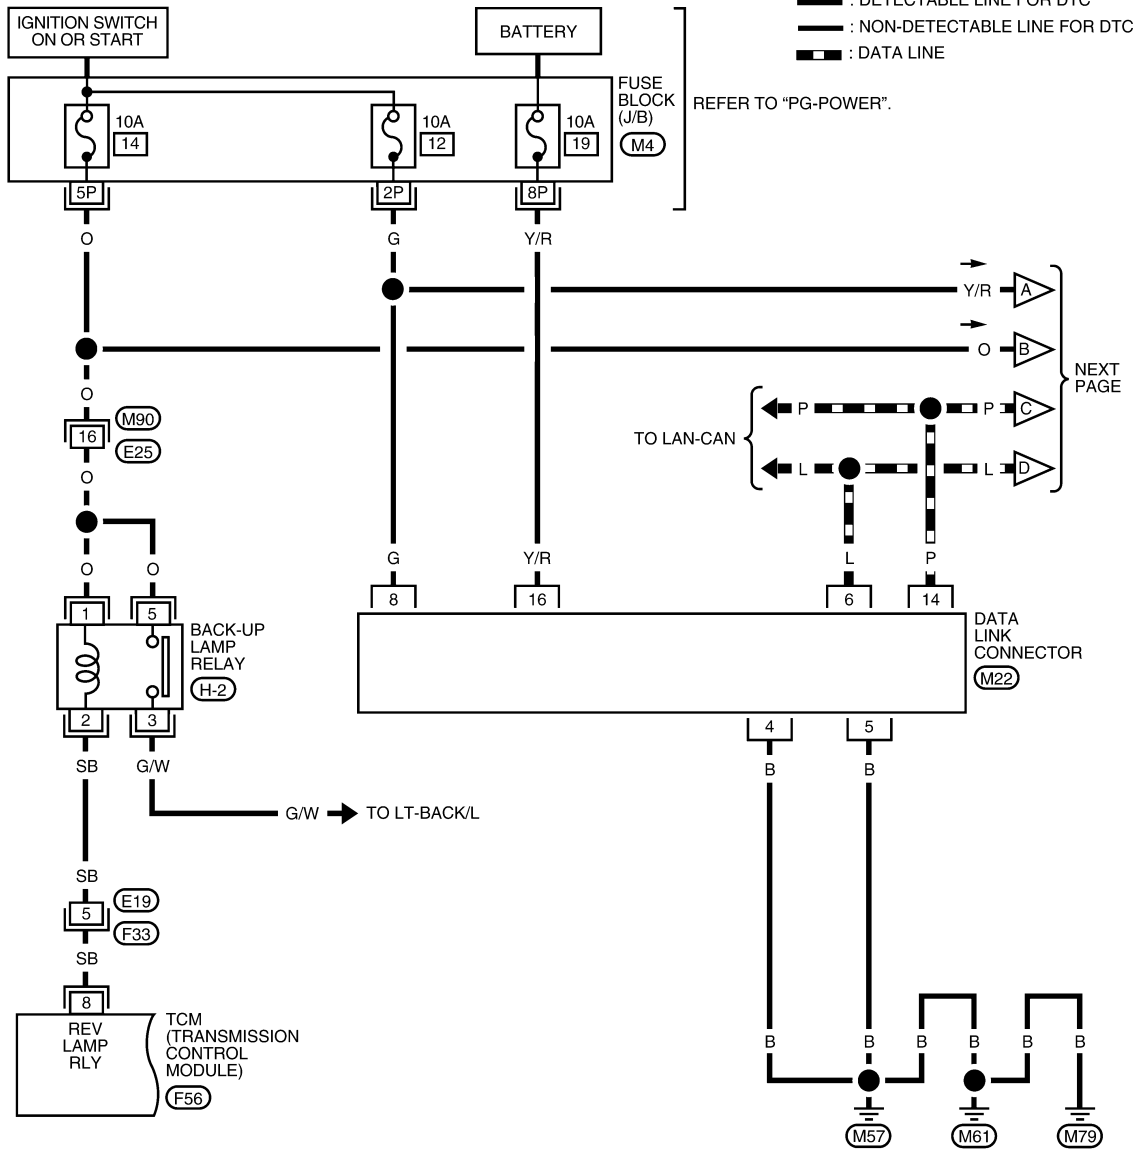 IGNITION SWITCH
ON OR START
BATTERY
: DETECTABLE LINE FOR DTC
: NON-DETECTABLE LINE FOR DTC
: DATA LINE
FUSE
BLOCK
(J/B)
M4
REFER TO “PG-POWER”.
10A
14
10A
12
10A
19
5P
2P
8P
O
G
Y/R
Y/R
A
O
B
NEXT
PAGE
O
M90
16
E25
TO LAN-CAN
P
P
C
L
L
D
O
O
O
G
Y/R
L
P
1
5
8
16
6
14
BACK-UP
LAMP
RELAY
H-2
DATA
LINK
CONNECTOR
M22
2
3
4
5
SB
G/W
B
B
G/W
TO LT-BACK/L
SB
E19
5
F33
SB
8
REV
LAMP
RLY
TCM
(TRANSMISSION
CONTROL
MODULE)
F56
B
B
B
B
B
B
M57
M61
M79